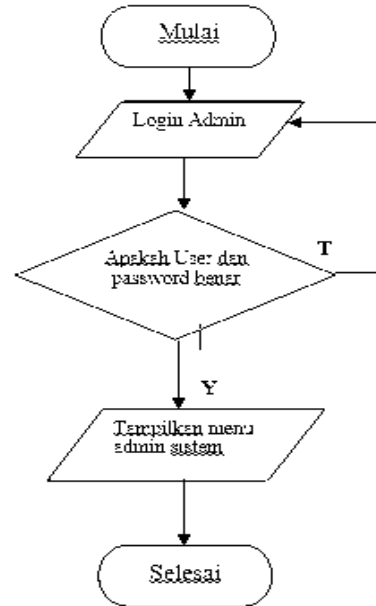 Mulai
Login Admin
Apakah User dan
password benar
T
Y
Tampilkan menu
admin sistem
Selesai